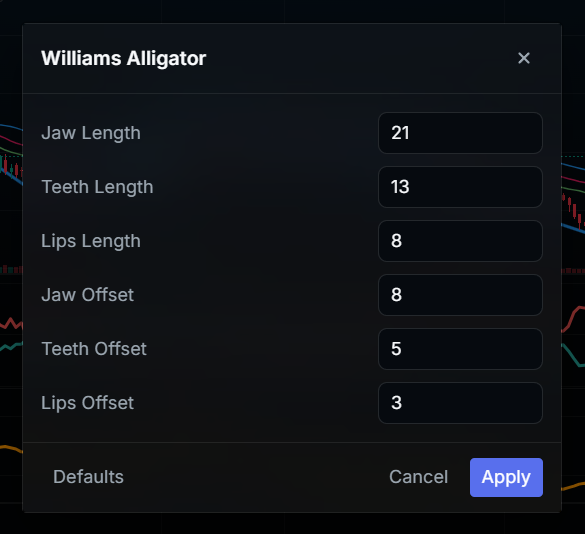 Williams Alligator ×
Jaw Length 21
Teeth Length 13
Lips Length 8
Jaw Offset 8
Teeth Offset 5
Lips Offset 3
Defaults Cancel Apply